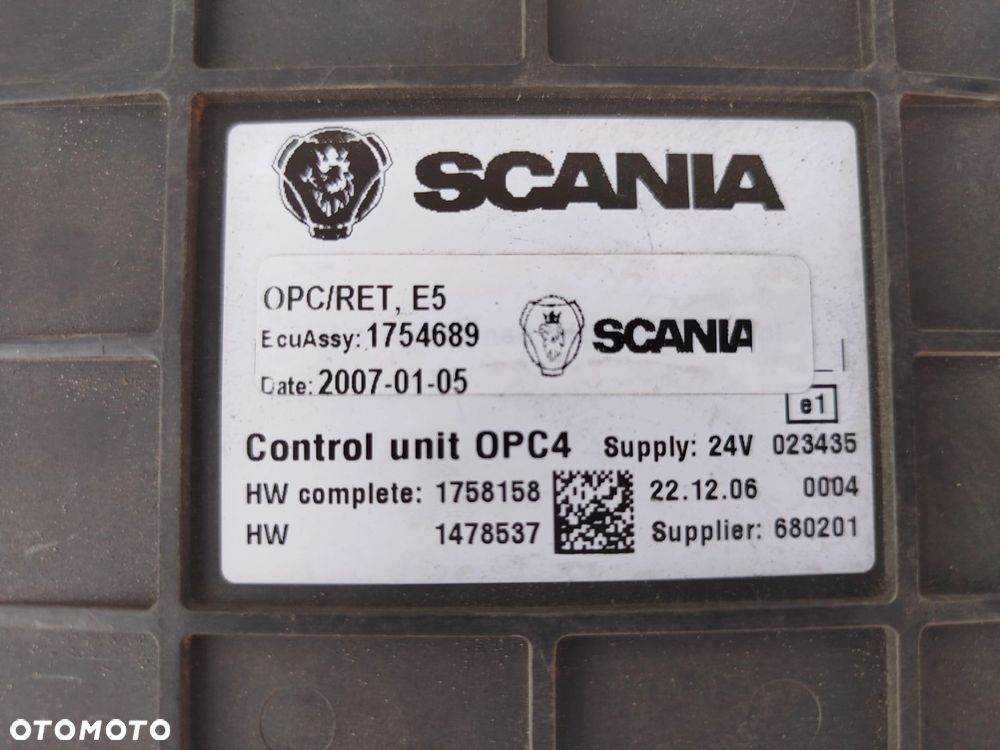 SCANIA
OPC/RET, E5
EcuAssy: 1754689
SCANIA
Date: 2007-01-05
e1
Control unit OPC4 Supply: 24V 023435
HW complete: 1758158 22.12.06 0004
HW 1478537 Supplier: 680201
OTOMOTO